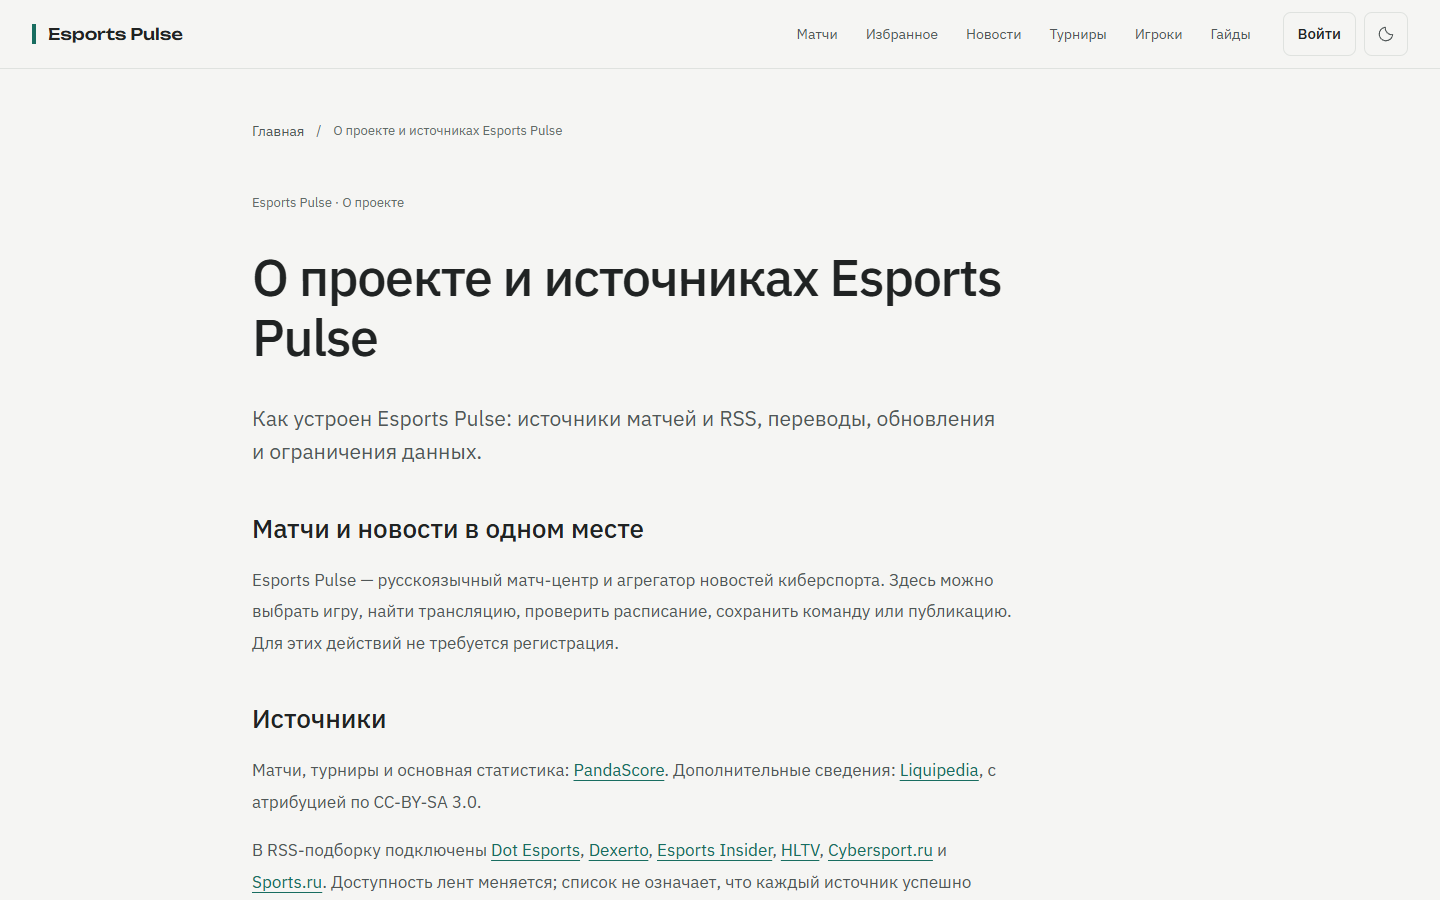 Esports Pulse
Матчи
Избранное
Новости
Турниры
Игроки
Гайды
Войти
Главная / О проекте и источниках Esports Pulse
Esports Pulse · О проекте
О проекте и источниках Esports
Pulse
Как устроен Esports Pulse: источники матчей и RSS, переводы, обновления
и ограничения данных.
Матчи и новости в одном месте
Esports Pulse — русскоязычный матч-центр и агрегатор новостей киберспорта. Здесь можно
выбрать игру, найти трансляцию, проверить расписание, сохранить команду или публикацию.
Для этих действий не требуется регистрация.
Источники
Матчи, турниры и основная статистика: PandaScore. Дополнительные сведения: Liquipedia, с
атрибуцией по CC-BY-SA 3.0.
В RSS-подборку подключены Dot Esports, Dexerto, Esports Insider, HLTV, Cybersport.ru и
Sports.ru. Доступность лент меняется; список не означает, что каждый источник успешно